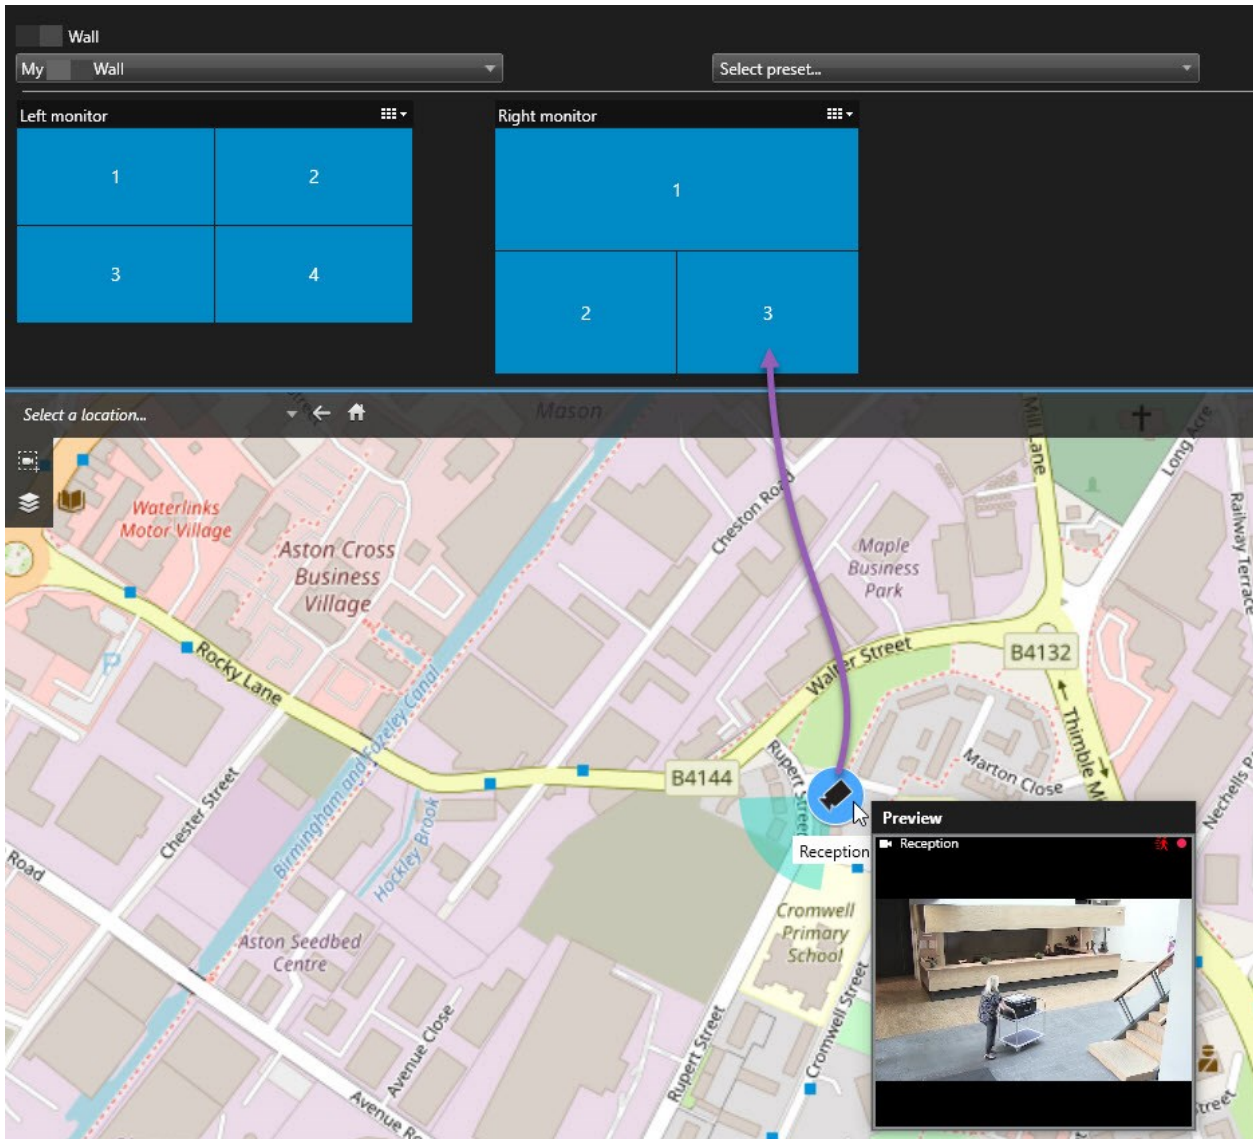 Wall
My Wall
Select preset...
Left monitor
Right monitor
1
2
3
4
1
2
3
Select a location...
Mason
Mill Lane
Long Acre
Railway Terrace
Waterlinks
Motor Village
Aston Cross
Business
Village
Cheston Road
Maple
Business
Park
P
Rocky Lane
Walter Street
B4132
Birmingham and Fazeley Canal
B4144
Rupert Street
Marton Close
Thimble Mi
Nechells P
Chester Street
Hockley Brook
Reception
Preview
Reception
Road
Aston Seedbed
Centre
Cromwell
Primary
School
Avenue Close
Rupert Street
Cromwell Street
Avenue Ro
treet